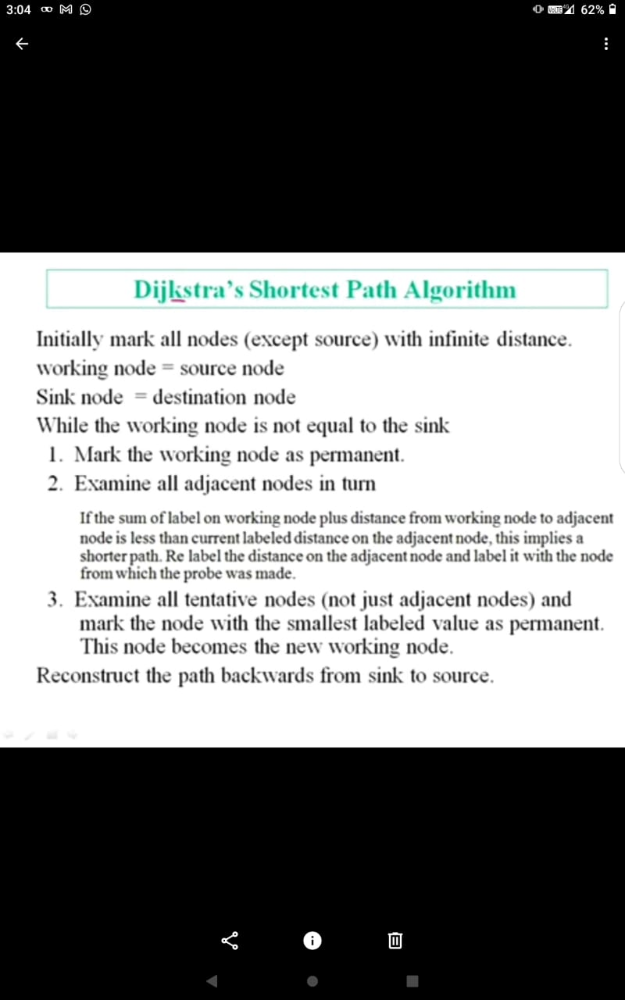 3:04 VoLTE 4G 62%
Dijkstra's Shortest Path Algorithm
Initially mark all nodes (except source) with infinite distance.
working node = source node
Sink node = destination node
While the working node is not equal to the sink
1. Mark the working node as permanent.
2. Examine all adjacent nodes in turn
If the sum of label on working node plus distance from working node to adjacent
node is less than current labeled distance on the adjacent node, this implies a
shorter path. Re label the distance on the adjacent node and label it with the node
from which the probe was made.
3. Examine all tentative nodes (not just adjacent nodes) and
mark the node with the smallest labeled value as permanent.
This node becomes the new working node.
Reconstruct the path backwards from sink to source.